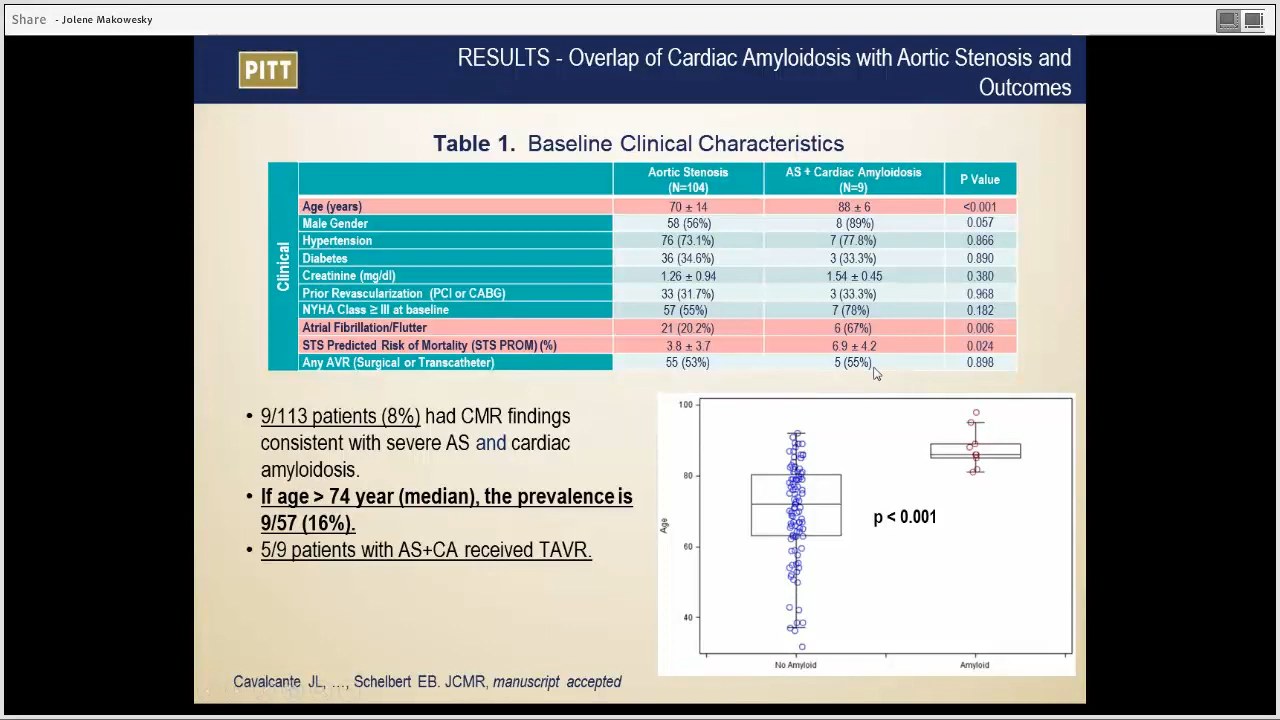 Share - Jolene Makowesky
PITT
RESULTS - Overlap of Cardiac Amyloidosis with Aortic Stenosis and
Outcomes
Table 1. Baseline Clinical Characteristics
Clinical
Aortic Stenosis (N=104) AS + Cardiac Amyloidosis (N=9) P Value
Age (years) 70 ± 14 88 ± 6 <0.001
Male Gender 58 (56%) 8 (89%) 0.057
Hypertension 76 (73.1%) 7 (77.8%) 0.866
Diabetes 36 (34.6%) 3 (33.3%) 0.890
Creatinine (mg/dl) 1.26 ± 0.94 1.54 ± 0.45 0.380
Prior Revascularization (PCI or CABG) 33 (31.7%) 3 (33.3%) 0.968
NYHA Class ≥ III at baseline 57 (55%) 7 (78%) 0.182
Atrial Fibrillation/Flutter 21 (20.2%) 6 (67%) 0.006
STS Predicted Risk of Mortality (STS PROM) (%) 3.8 ± 3.7 6.9 ± 4.2 0.024
Any AVR (Surgical or Transcatheter) 55 (53%) 5 (55%) 0.898
• 9/113 patients (8%) had CMR findings
consistent with severe AS and cardiac
amyloidosis.
• If age > 74 year (median), the prevalence is
9/57 (16%).
• 5/9 patients with AS+CA received TAVR.
100
80
60
40
Age
p < 0.001
No Amyloid Amyloid
Cavalcante JL, ..., Schelbert EB. JCMR, manuscript accepted